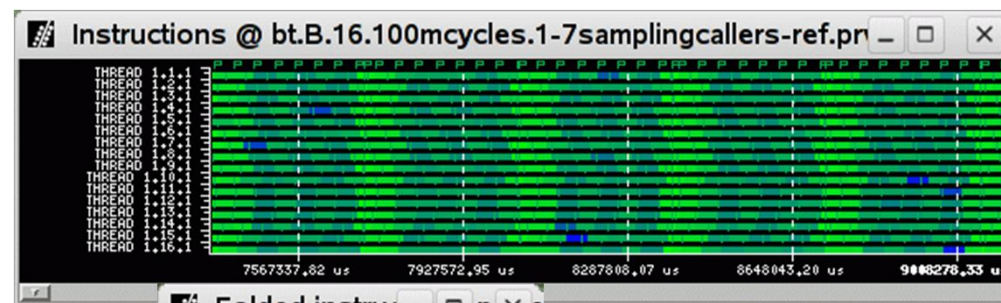 Instructions @ bt.B.16.100mcycles.1-7samplingcallers-ref.prv
THREAD 1.1.1
THREAD 1.2.1
THREAD 1.3.1
THREAD 1.4.1
THREAD 1.5.1
THREAD 1.6.1
THREAD 1.7.1
THREAD 1.8.1
THREAD 1.9.1
THREAD 1.10.1
THREAD 1.11.1
THREAD 1.12.1
THREAD 1.13.1
THREAD 1.14.1
THREAD 1.15.1
THREAD 1.16.1
7567337,82 us 7927572,95 us 8287808,07 us 8648043,20 us
Folded